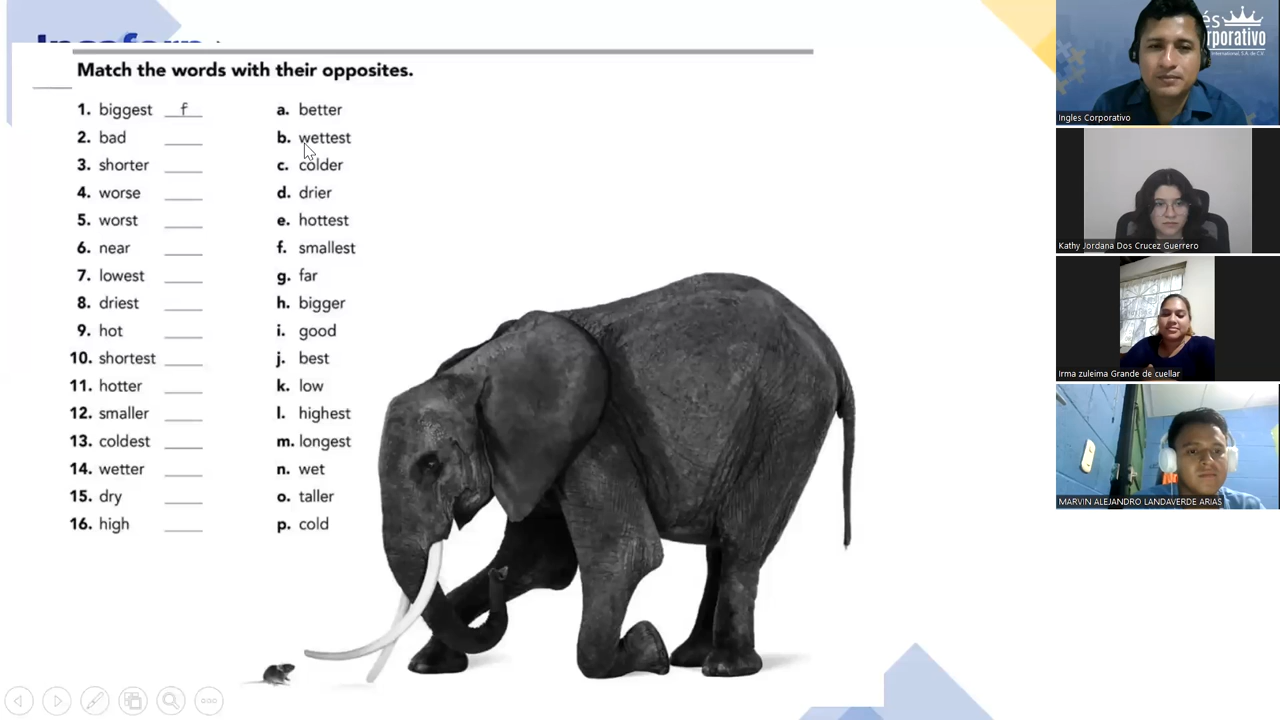 Match the words with their opposites.
1. biggest f
2. bad
3. shorter
4. worse
5. worst
6. near
7. lowest
8. driest
9. hot
10. shortest
11. hotter
12. smaller
13. coldest
14. wetter
15. dry
16. high
a. better
b. wettest
c. colder
d. drier
e. hottest
f. smallest
g. far
h. bigger
i. good
j. best
k. low
l. highest
m. longest
n. wet
o. taller
p. cold
Ingles Corporativo
Kathy Jordana Dos Crucez Guerrero
Irma zuleima Grande de cuellar
MARVIN ALEJANDRO LANDAVERDE ARIAS